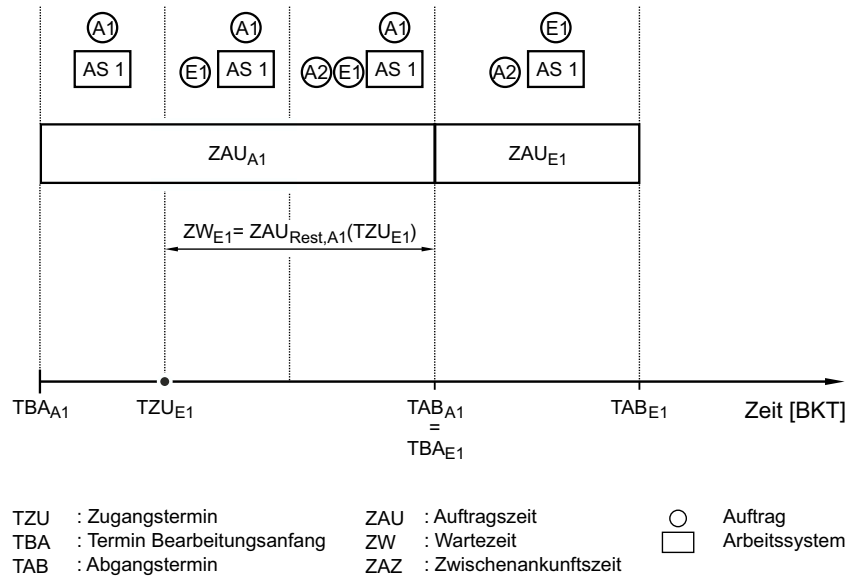 A1 A1 A1 E1
AS 1 E1 AS 1 A2 E1 AS 1 A2 AS 1
ZAU_A1 ZAU_E1
ZW_E1= ZAU_Rest,A1(TZU_E1)
TBA_A1 TZU_E1 TAB_A1 TAB_E1 Zeit [BKT]
=
TBA_E1
TZU : Zugangstermin ZAU : Auftragszeit Auftrag
TBA : Termin Bearbeitungsanfang ZW : Wartezeit Arbeitssystem
TAB : Abgangstermin ZAZ : Zwischenankunftszeit